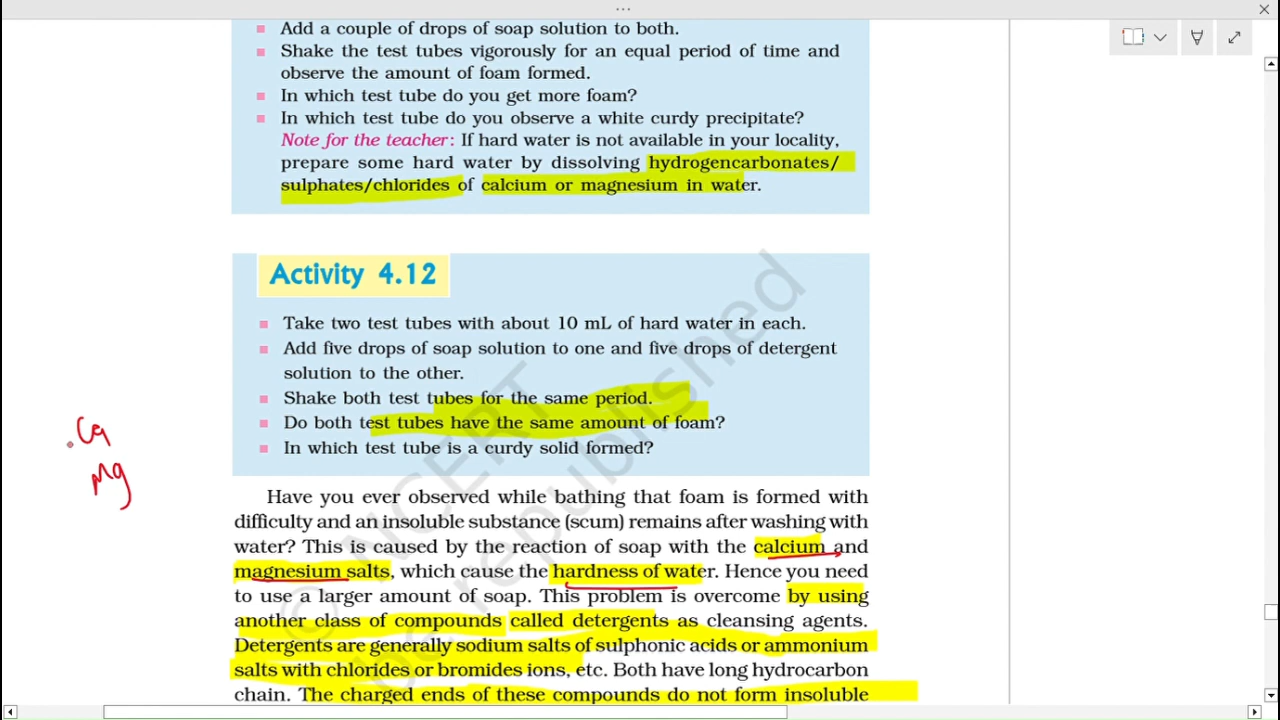 Add a couple of drops of soap solution to both.
Shake the test tubes vigorously for an equal period of time and
observe the amount of foam formed.
In which test tube do you get more foam?
In which test tube do you observe a white curdy precipitate?
Note for the teacher: If hard water is not available in your locality,
prepare some hard water by dissolving hydrogencarbonates/
sulphates/chlorides of calcium or magnesium in water.
Activity 4.12
Take two test tubes with about 10 mL of hard water in each.
Add five drops of soap solution to one and five drops of detergent
solution to the other.
Shake both test tubes for the same period.
Do both test tubes have the same amount of foam?
In which test tube is a curdy solid formed?
Ca
Mg
Have you ever observed while bathing that foam is formed with
difficulty and an insoluble substance (scum) remains after washing with
water? This is caused by the reaction of soap with the calcium and
magnesium salts, which cause the hardness of water. Hence you need
to use a larger amount of soap. This problem is overcome by using
another class of compounds called detergents as cleansing agents.
Detergents are generally sodium salts of sulphonic acids or ammonium
salts with chlorides or bromides ions, etc. Both have long hydrocarbon
chain. The charged ends of these compounds do not form insoluble
© NCERT
be republished